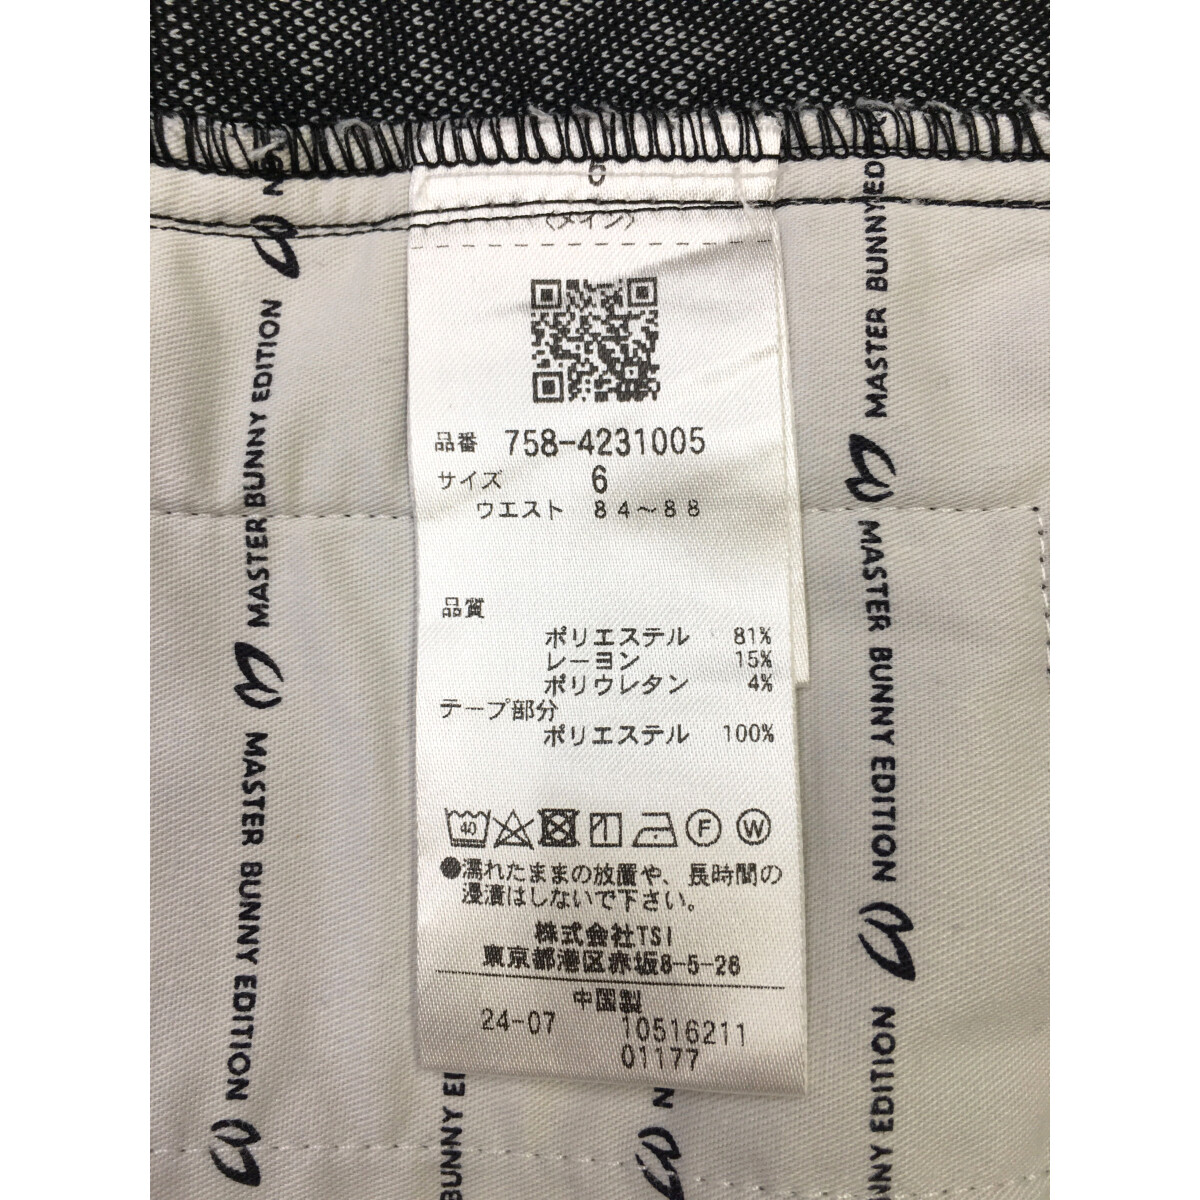 〈メイン〉
品番 758-4231005
サイズ 6
ウエスト 84～88
品質
ポリエステル 81%
レーヨン 15%
ポリウレタン 4%
テープ部分
ポリエステル 100%
40
F W
●濡れたままの放置や、長時間の
浸漬はしないで下さい。
株式会社TSI
東京都港区赤坂8-5-28
中国製
24-07 10516211
01177
MASTER BUNNY EDITION
MASTER BUNNY EDITION
MASTER BUNNY EDITION
MASTER BUNNY EDITION
NNY EDITION
BUNNY